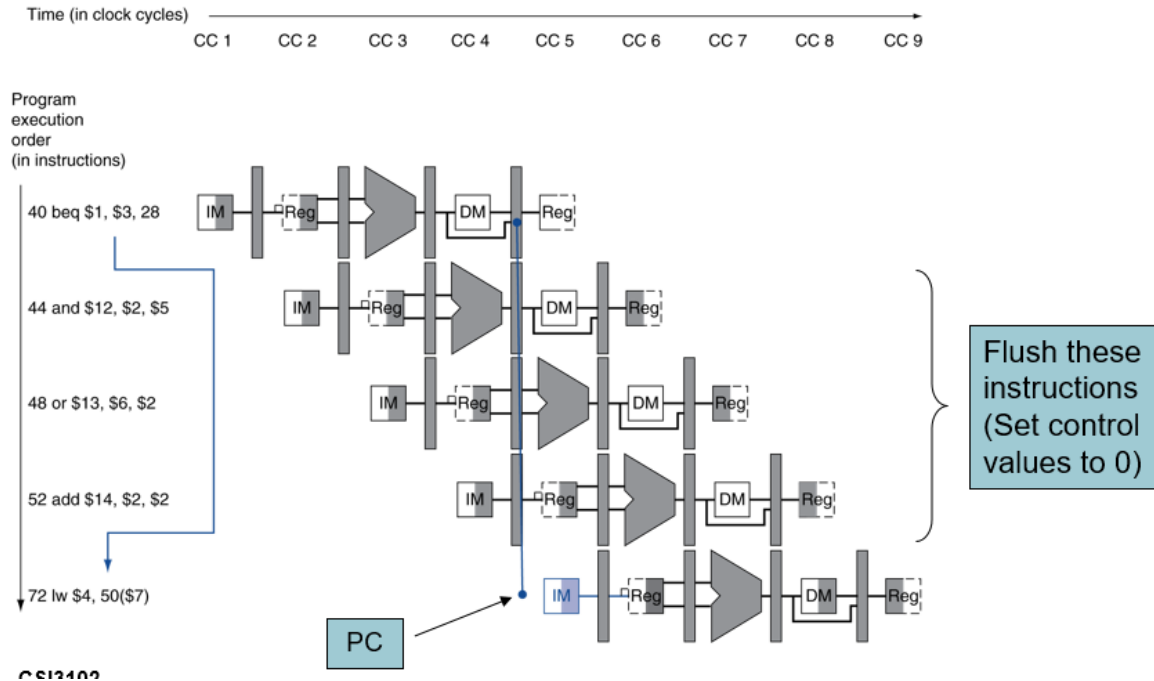 Time (in clock cycles)
CC 1 CC 2 CC 3 CC 4 CC 5 CC 6 CC 7 CC 8 CC 9
Program
execution
order
(in instructions)
40 beq $1, $3, 28
IM Reg DM Reg
44 and $12, $2, $5
IM Reg DM Reg
48 or $13, $6, $2
IM Reg DM Reg
52 add $14, $2, $2
IM Reg DM Reg
72 lw $4, 50($7)
IM Reg DM Reg
Flush these
instructions
(Set control
values to 0)
PC
CSI3102